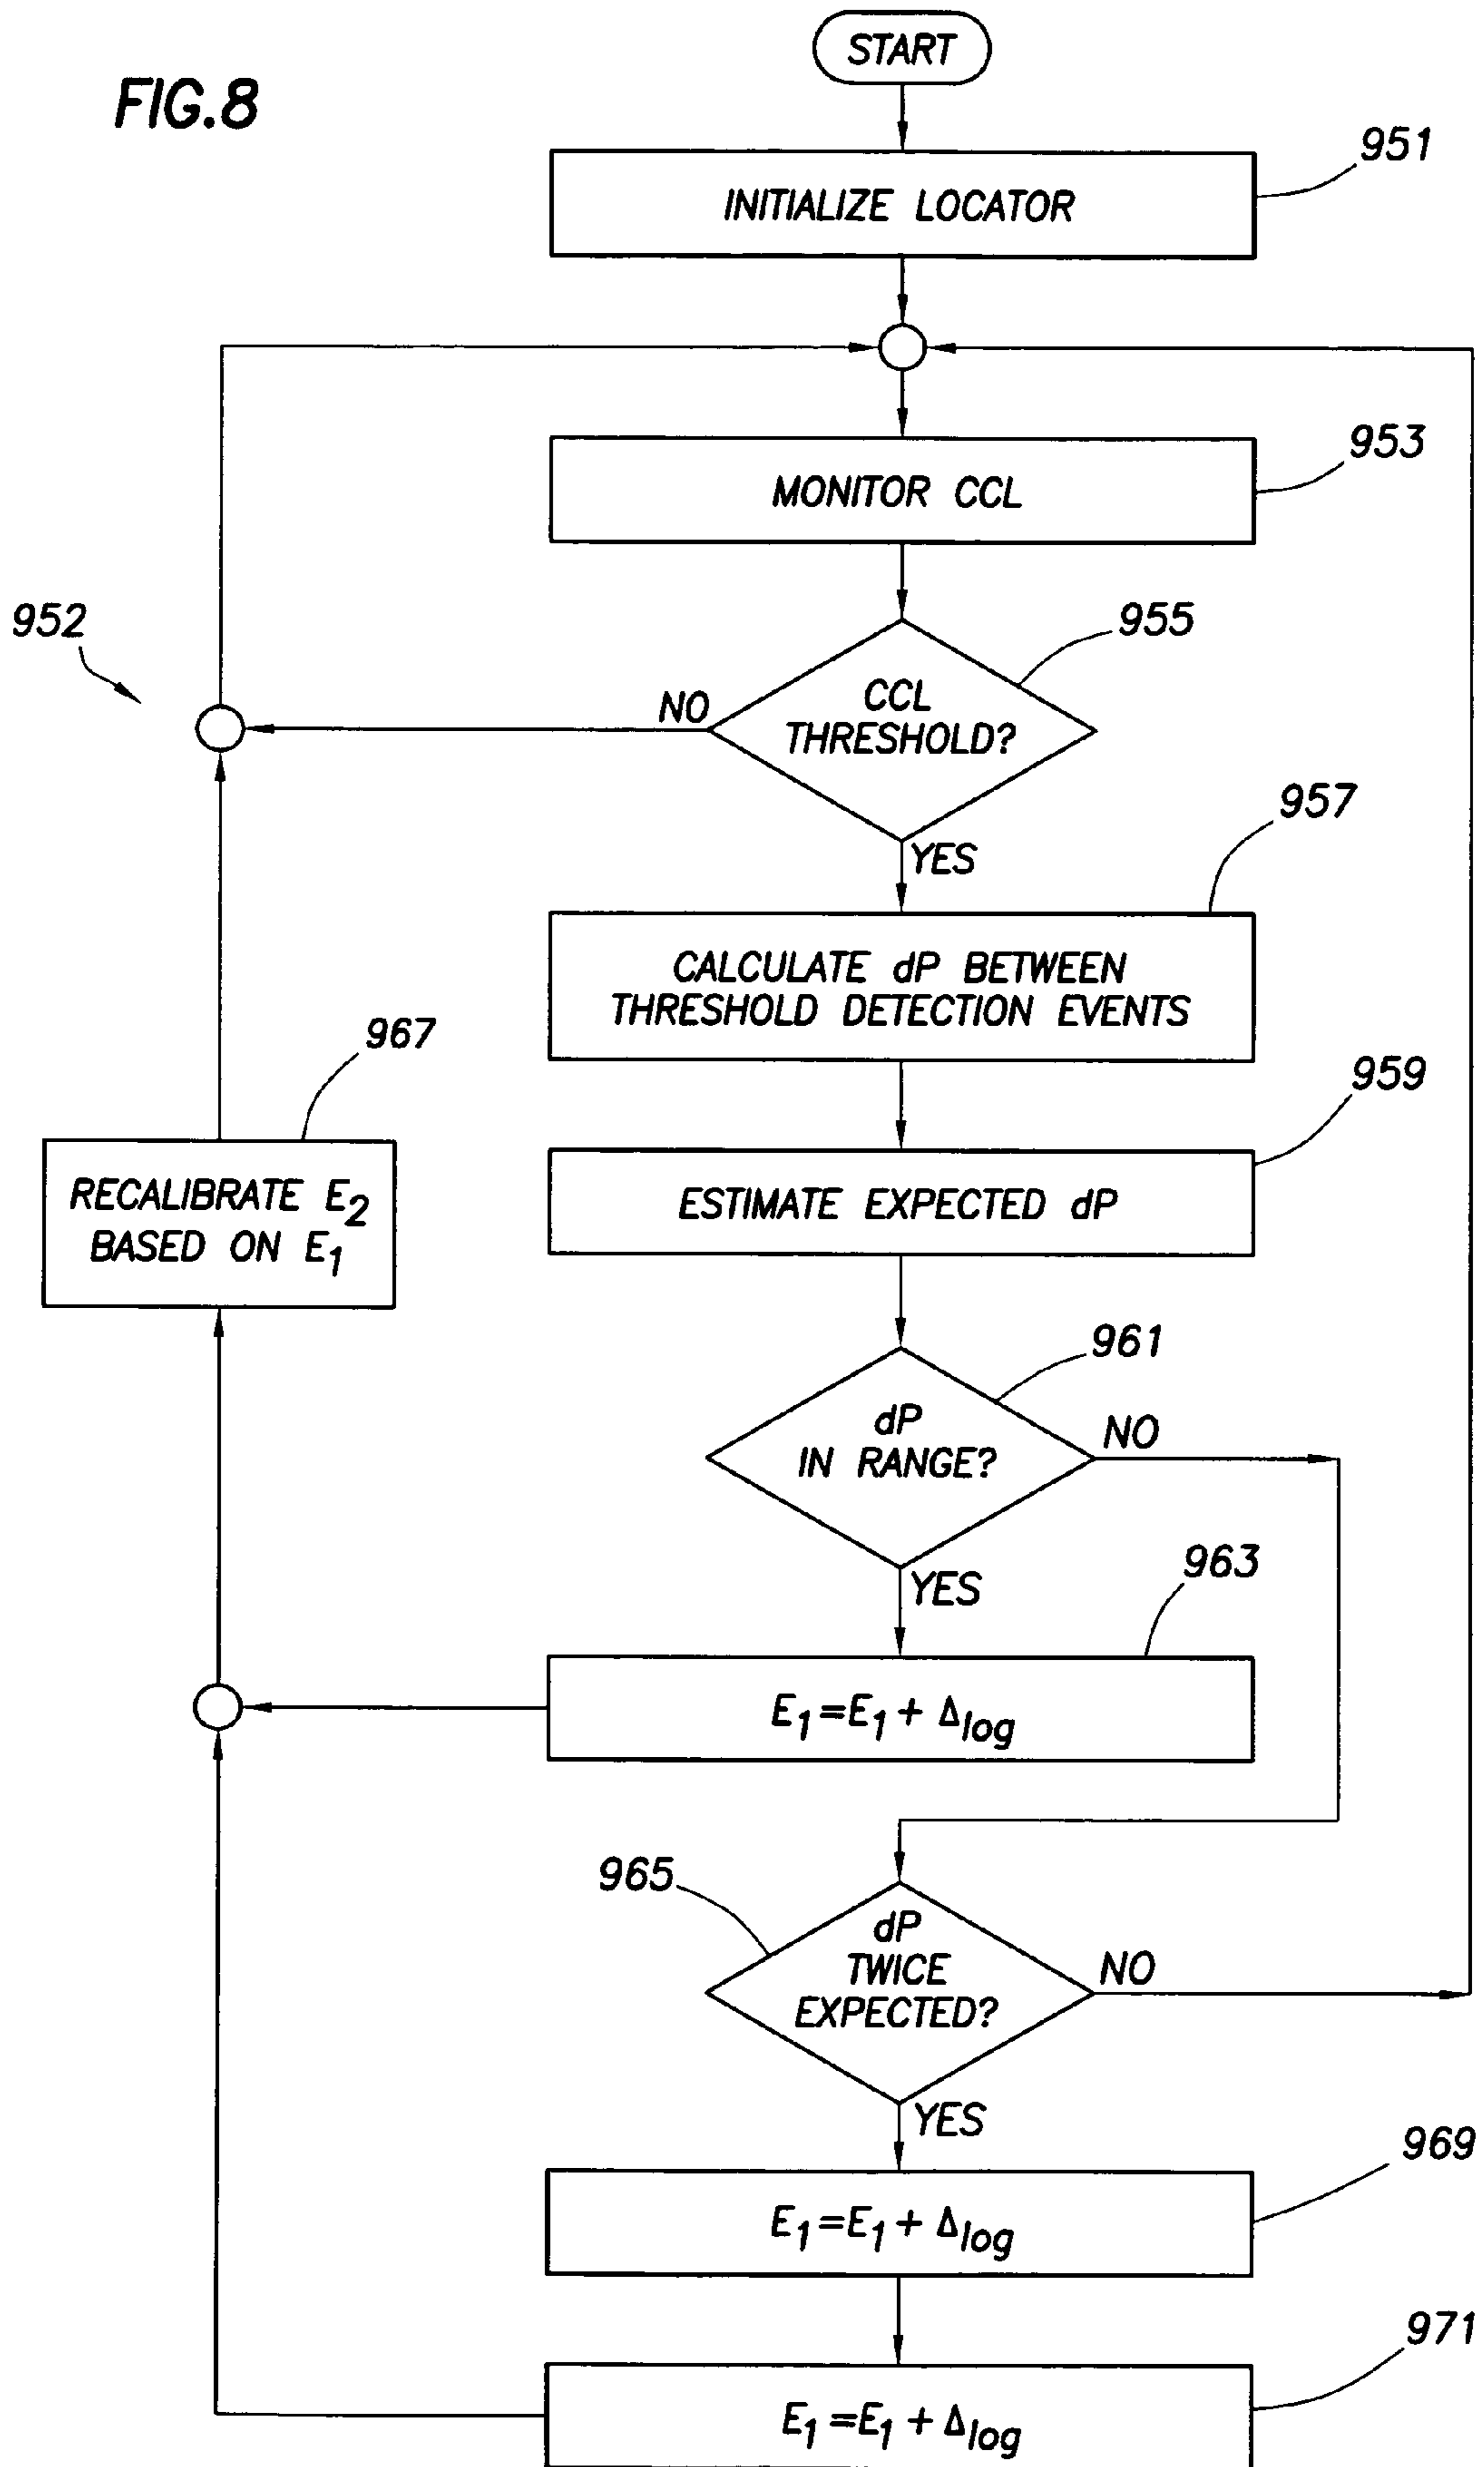 START
FIG.8
951
INITIALIZE LOCATOR
953
MONITOR CCL
952
955
CCL
THRESHOLD?
NO
YES
957
CALCULATE dP BETWEEN
THRESHOLD DETECTION EVENTS
967
959
RECALIBRATE E2
BASED ON E1
ESTIMATE EXPECTED dP
961
dP
IN RANGE?
NO
YES
963
E1=E1+ Δlog
965
dP
TWICE
EXPECTED?
NO
YES
969
E1=E1+ Δlog
971
E1=E1+ Δlog